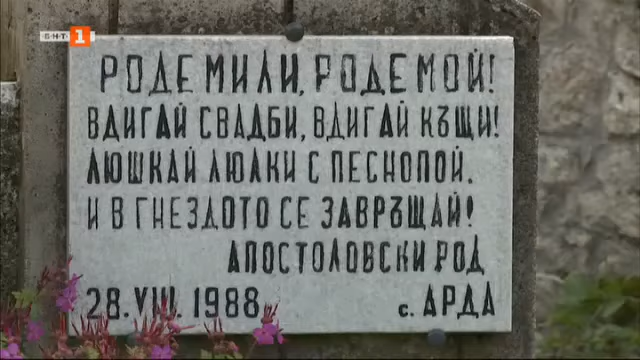 БНТ 1
РОДЕ МИЛИ, РОДЕ МОЙ!
ВДИГАЙ СВАДБИ, ВДИГАЙ КЪЩИ!
ЛЮШКАЙ ЛЮЛКИ С ПЕСНОПОЙ.
И В ГНЕЗДОТО СЕ ЗАВРЪЩАЙ!
АПОСТОЛОВСКИ РОД
28.VIII.1988 с. АРДА